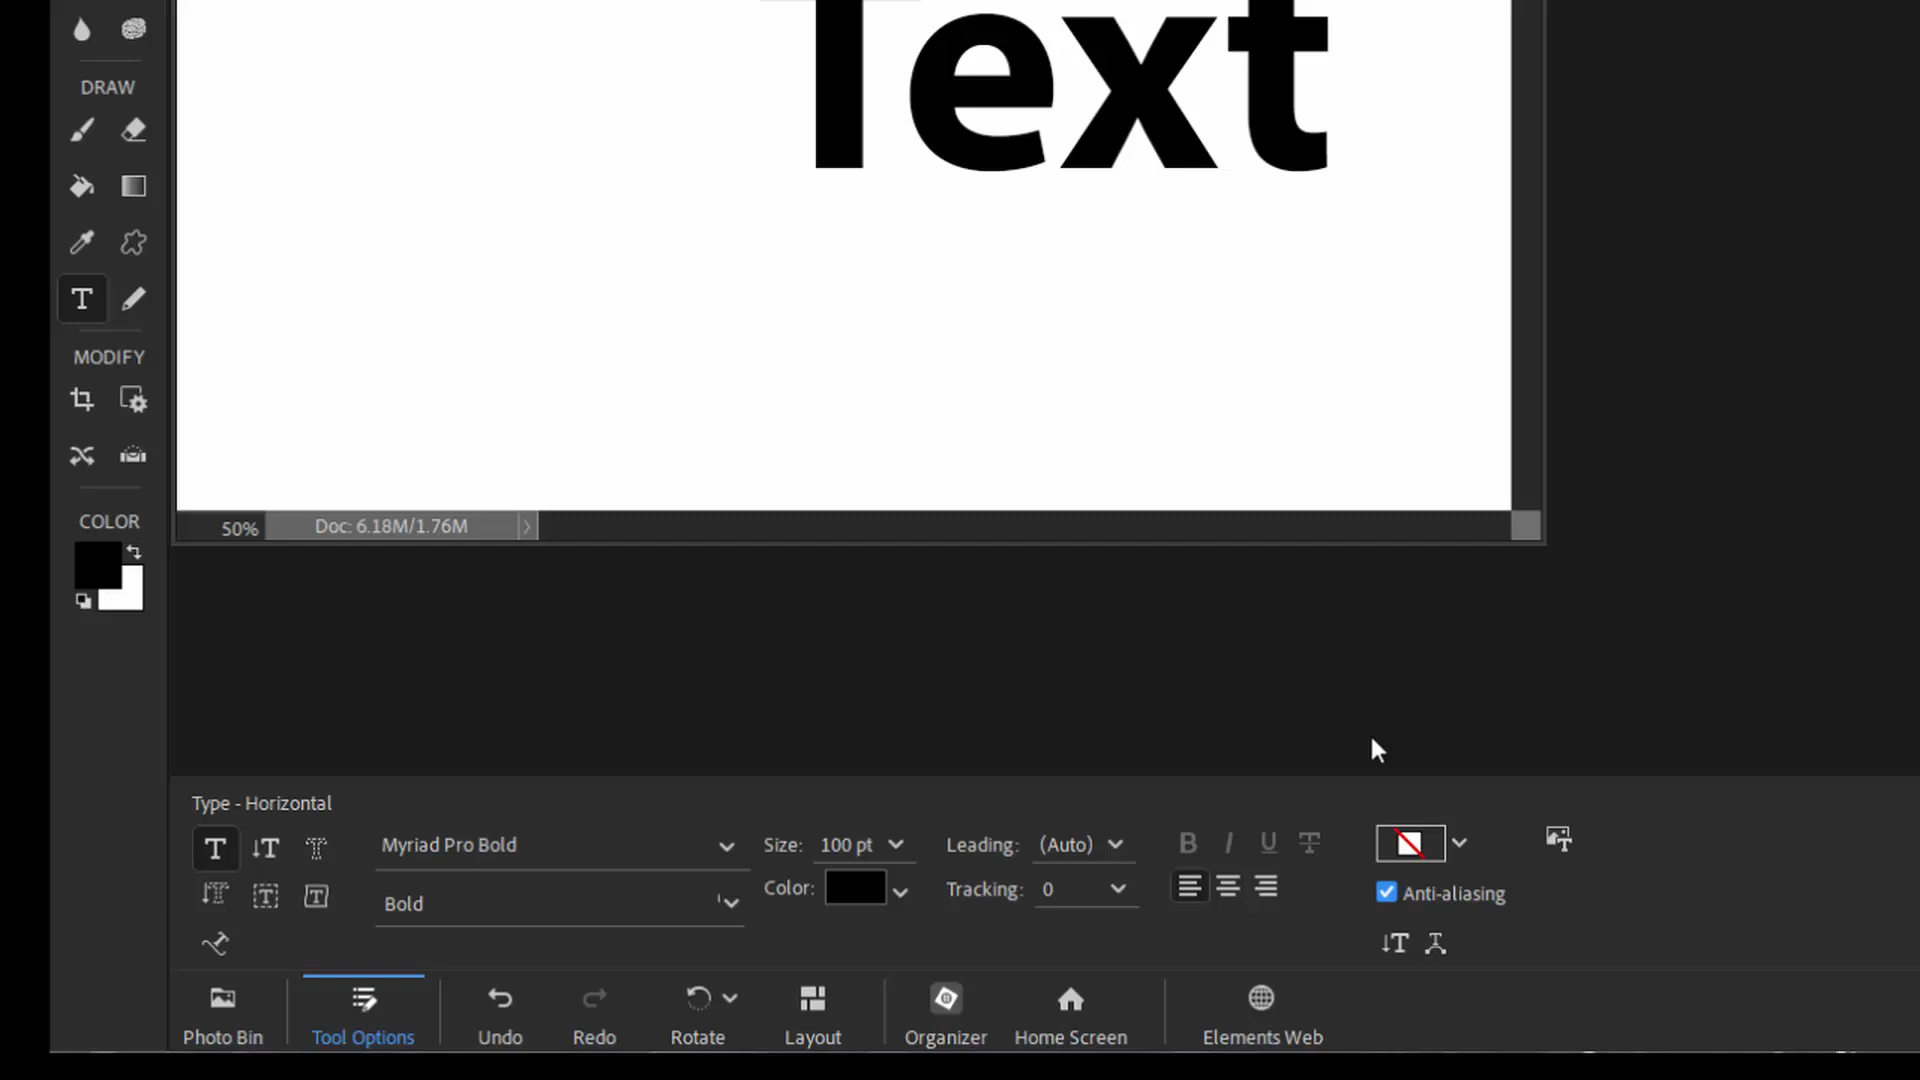 Text
DRAW
MODIFY
COLOR
50% Doc: 6.18M/1.76M
Type - Horizontal
Myriad Pro Bold
Size: 100 pt
Leading: (Auto)
Bold
Color:
Tracking: 0
Anti-aliasing
Photo Bin
Tool Options
Undo
Redo
Rotate
Layout
Organizer
Home Screen
Elements Web